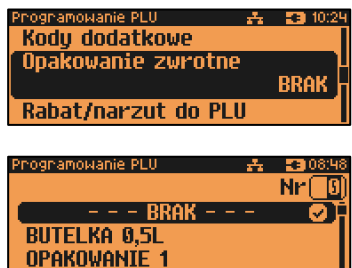 Programowanie PLU 10:24
Kody dodatkowe
Opakowanie zwrotne
BRAK
Rabat/narzut do PLU
Programowanie PLU 08:48
Nr 0
- - - BRAK - - -
BUTELKA 0,5L
OPAKOWANIE 1